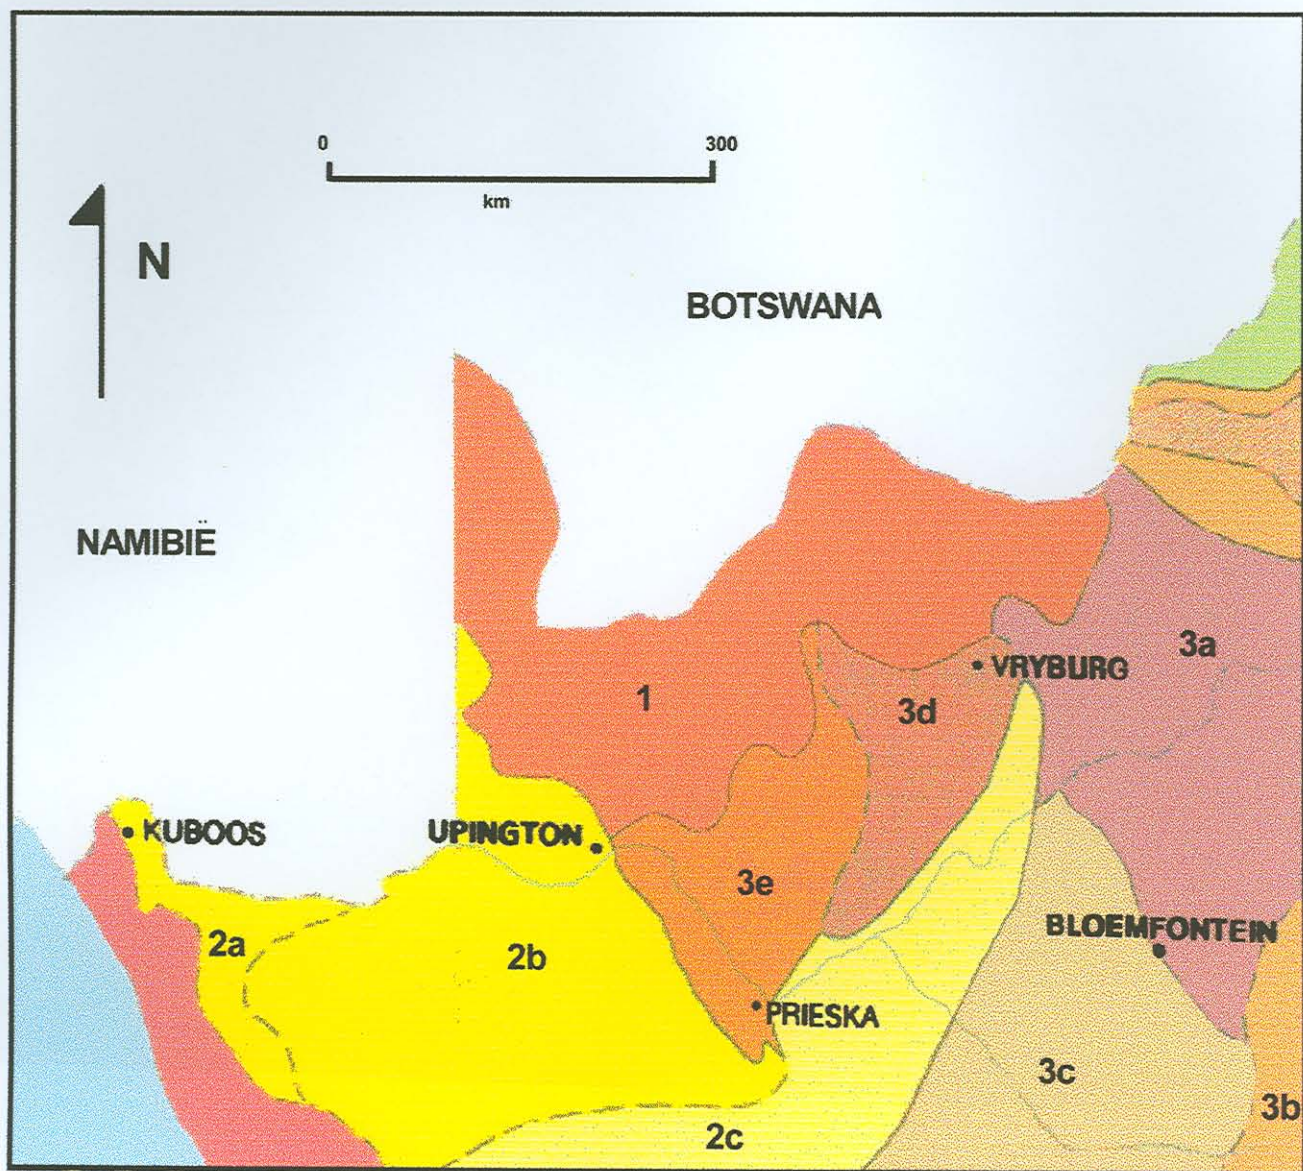 0 300
km
N
BOTSWANA
NAMIBIË
3a
VRYBURG
1
3d
KUBOOS
UPINGTON
3e
BLOEMFONTEIN
2a
2b
PRIESKA
3c
3b
2c